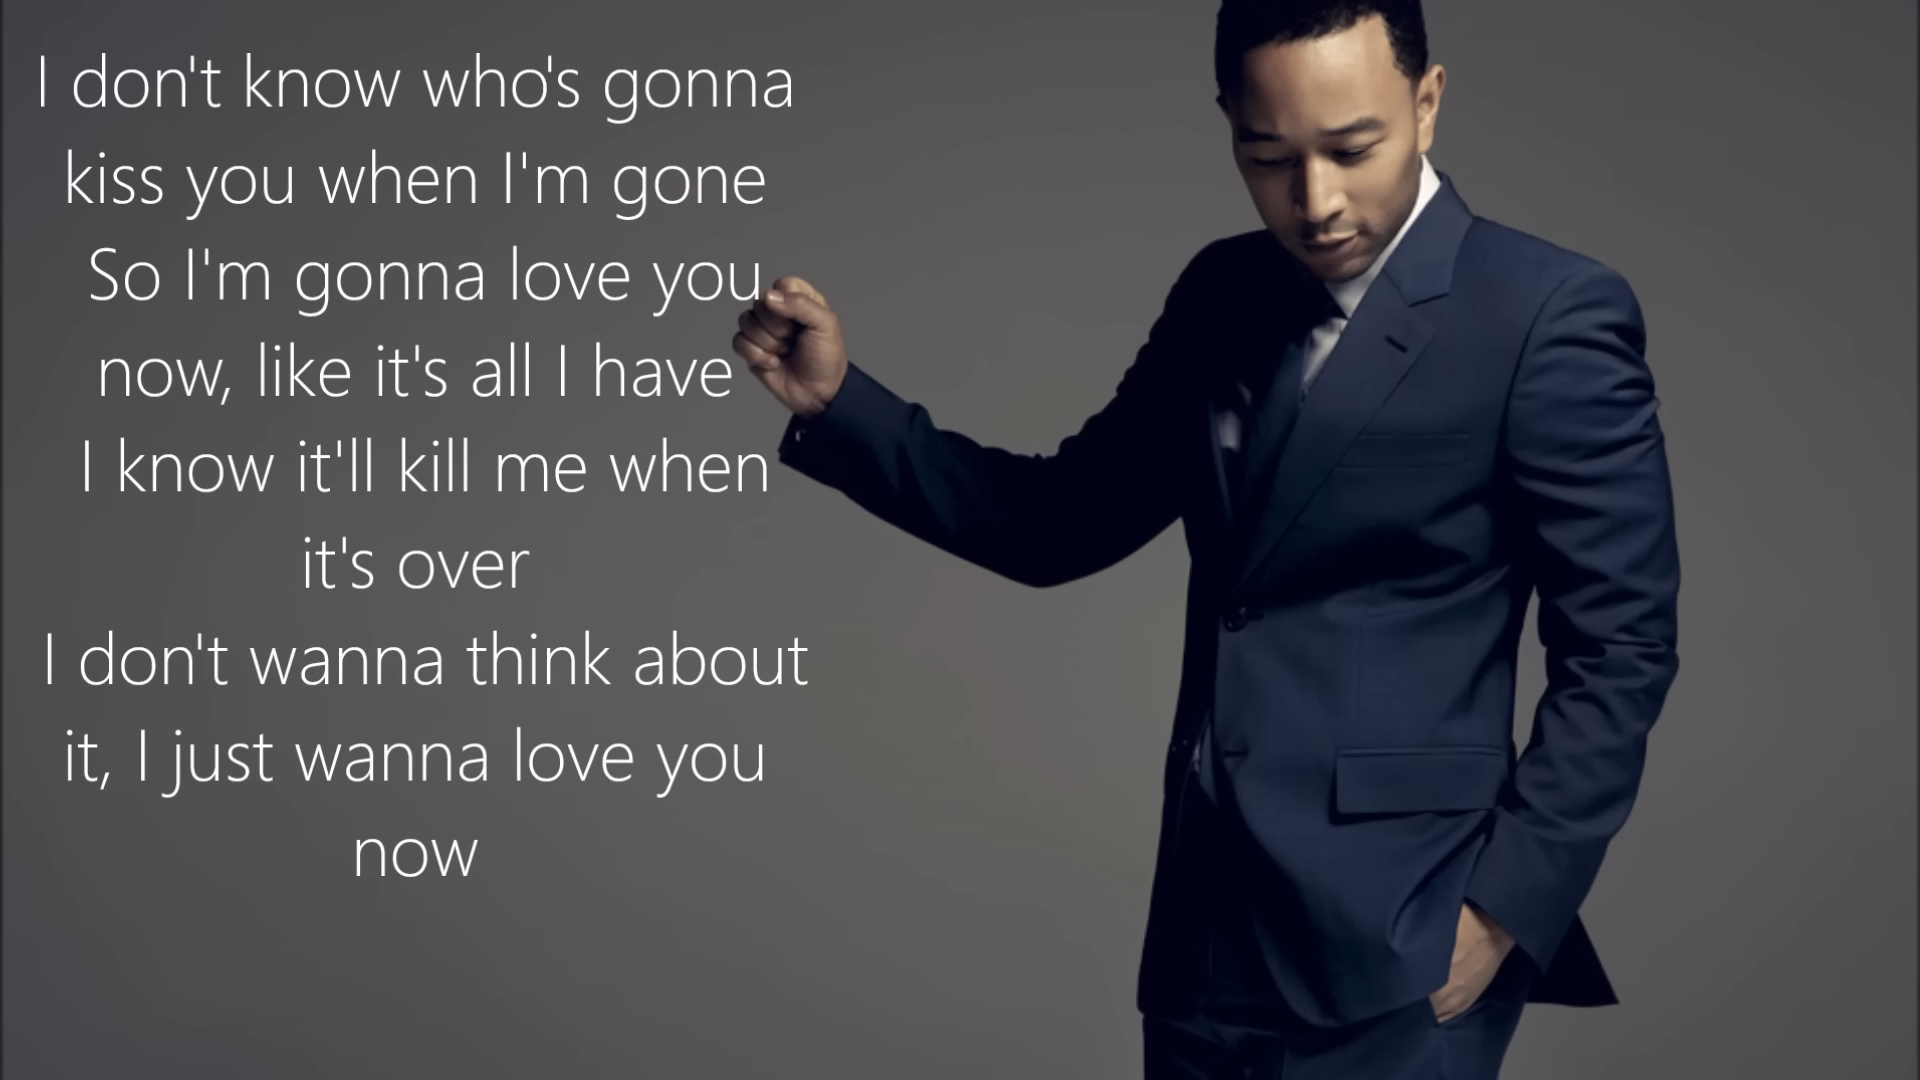 I don't know who's gonna
kiss you when I'm gone
So I'm gonna love you
now, like it's all I have
I know it'll kill me when
it's over
I don't wanna think about
it, I just wanna love you
now